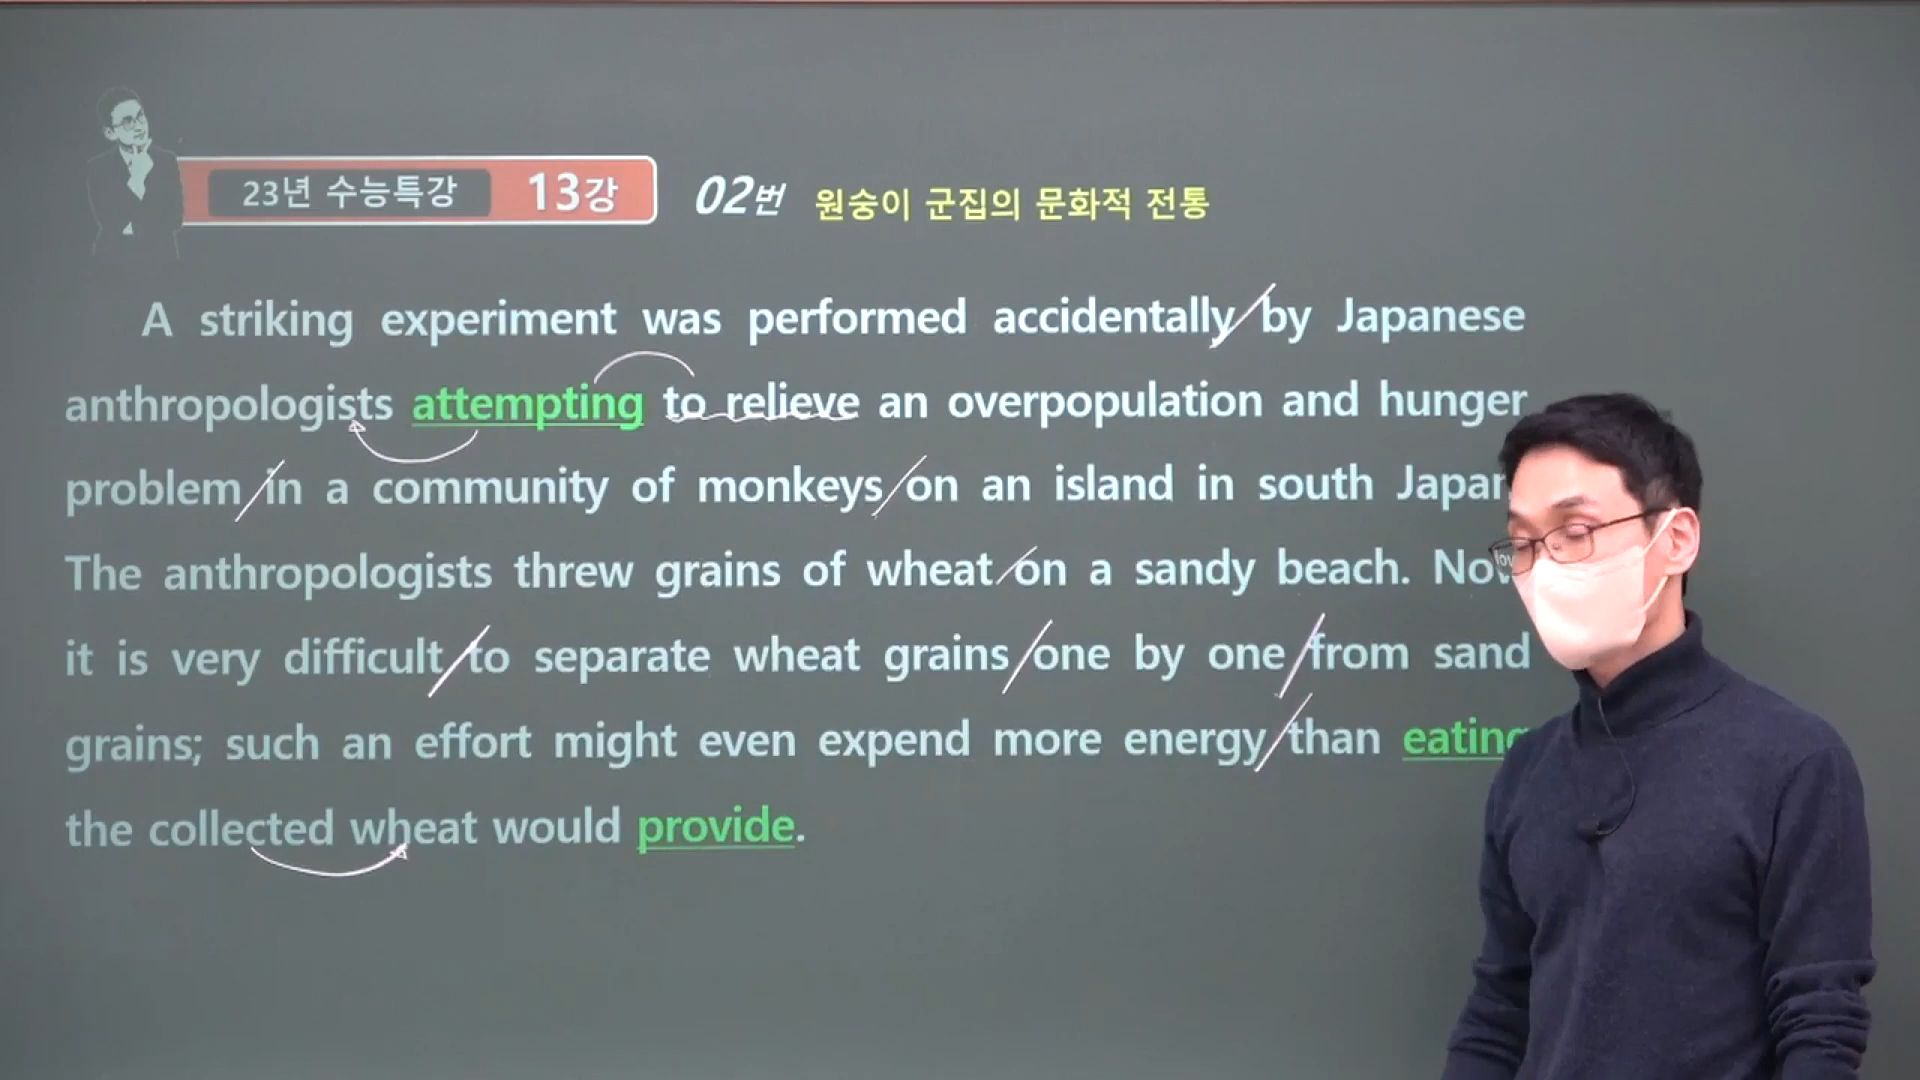 23년 수능특강 13강 02번 원숭이 군집의 문화적 전통
A striking experiment was performed accidentally by Japanese
anthropologists attempting to relieve an overpopulation and hunger
problem in a community of monkeys on an island in south Japan
The anthropologists threw grains of wheat on a sandy beach. Now
it is very difficult to separate wheat grains one by one from sand
grains; such an effort might even expend more energy than eating
the collected wheat would provide.